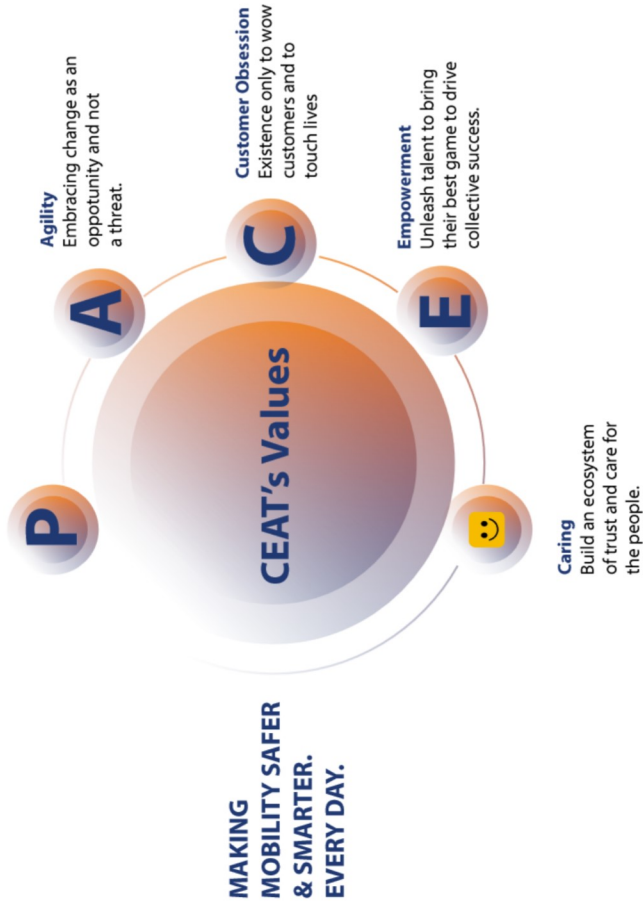 MAKING
MOBILITY SAFER
& SMARTER.
EVERY DAY.
CEAT's Values
P
A
Agility
Embracing change as an
oppotunity and not
a threat.
C
Customer Obsession
Existence only to wow
customers and to
touch lives
E
Empowerment
Unleash talent to bring
their best game to drive
collective success.
Caring
Build an ecosystem
of trust and care for
the people.